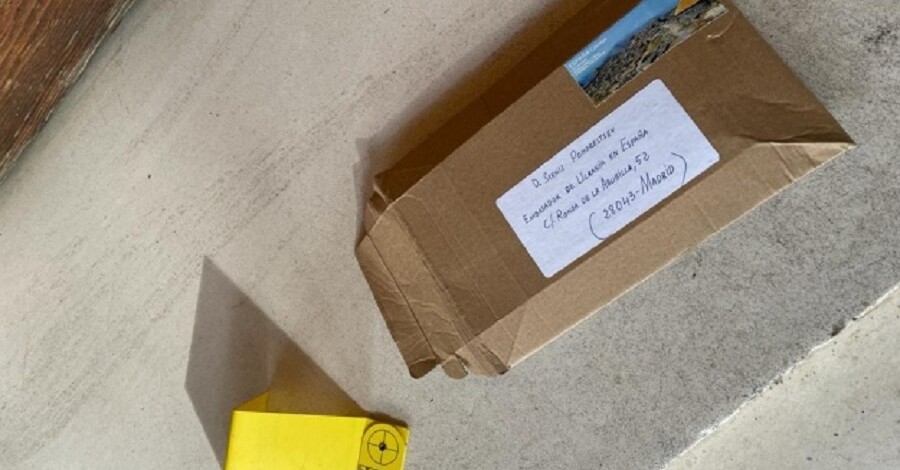 D. SERHII POHORELTSEV
EMBAJADOR DE UCRANIA EN ESPAÑA
C/ RONDA DE LA ABUBILLA, 52
(28043-MADRID)